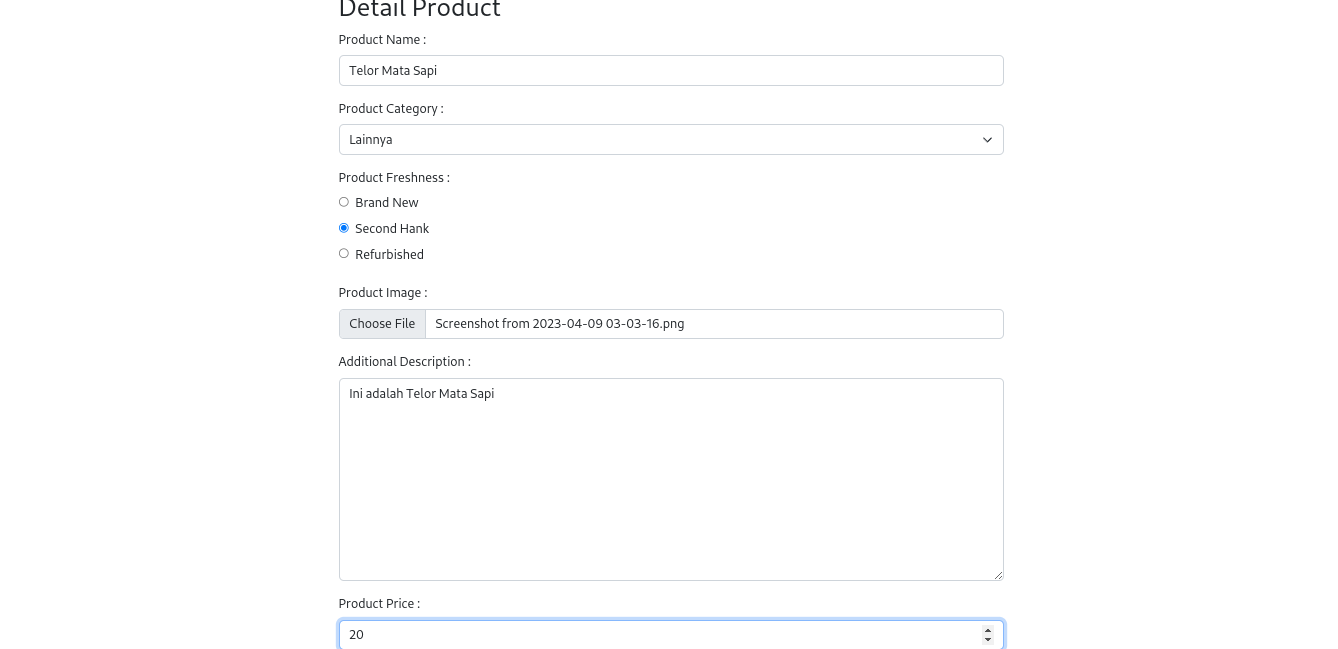 Detail Product
Product Name :
Telor Mata Sapi
Product Category :
Lainnya
Product Freshness :
Brand New
Second Hank
Refurbished
Product Image :
Choose File Screenshot from 2023-04-09 03-03-16.png
Additional Description :
Ini adalah Telor Mata Sapi
Product Price :
20